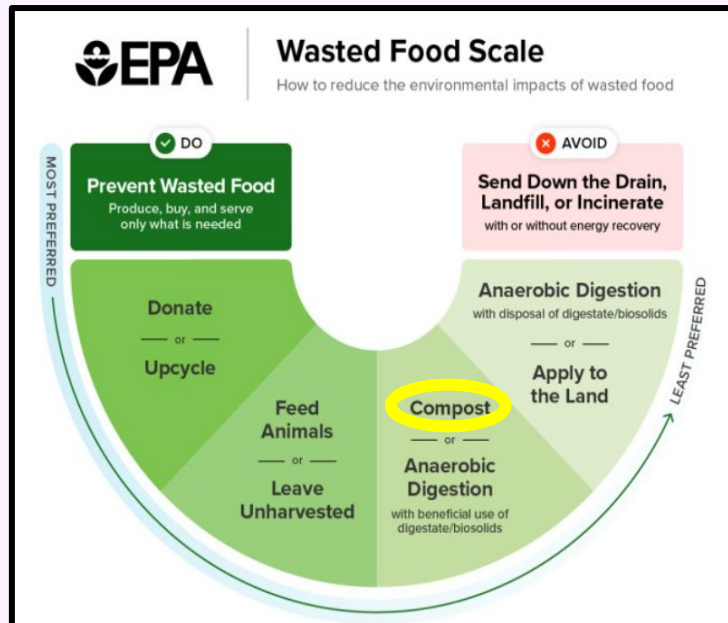 EPA
Wasted Food Scale
How to reduce the environmental impacts of wasted food
DO
Prevent Wasted Food
Produce, buy, and serve
only what is needed
AVOID
Send Down the Drain,
Landfill, or Incinerate
with or without energy recovery
MOST PREFERRED
Donate
or
Upcycle
Feed
Animals
or
Leave
Unharvested
Compost
or
Anaerobic
Digestion
with beneficial use of
digestate/biosolids
Anaerobic Digestion
with disposal of digestate/biosolids
or
Apply to
the Land
LEAST PREFERRED